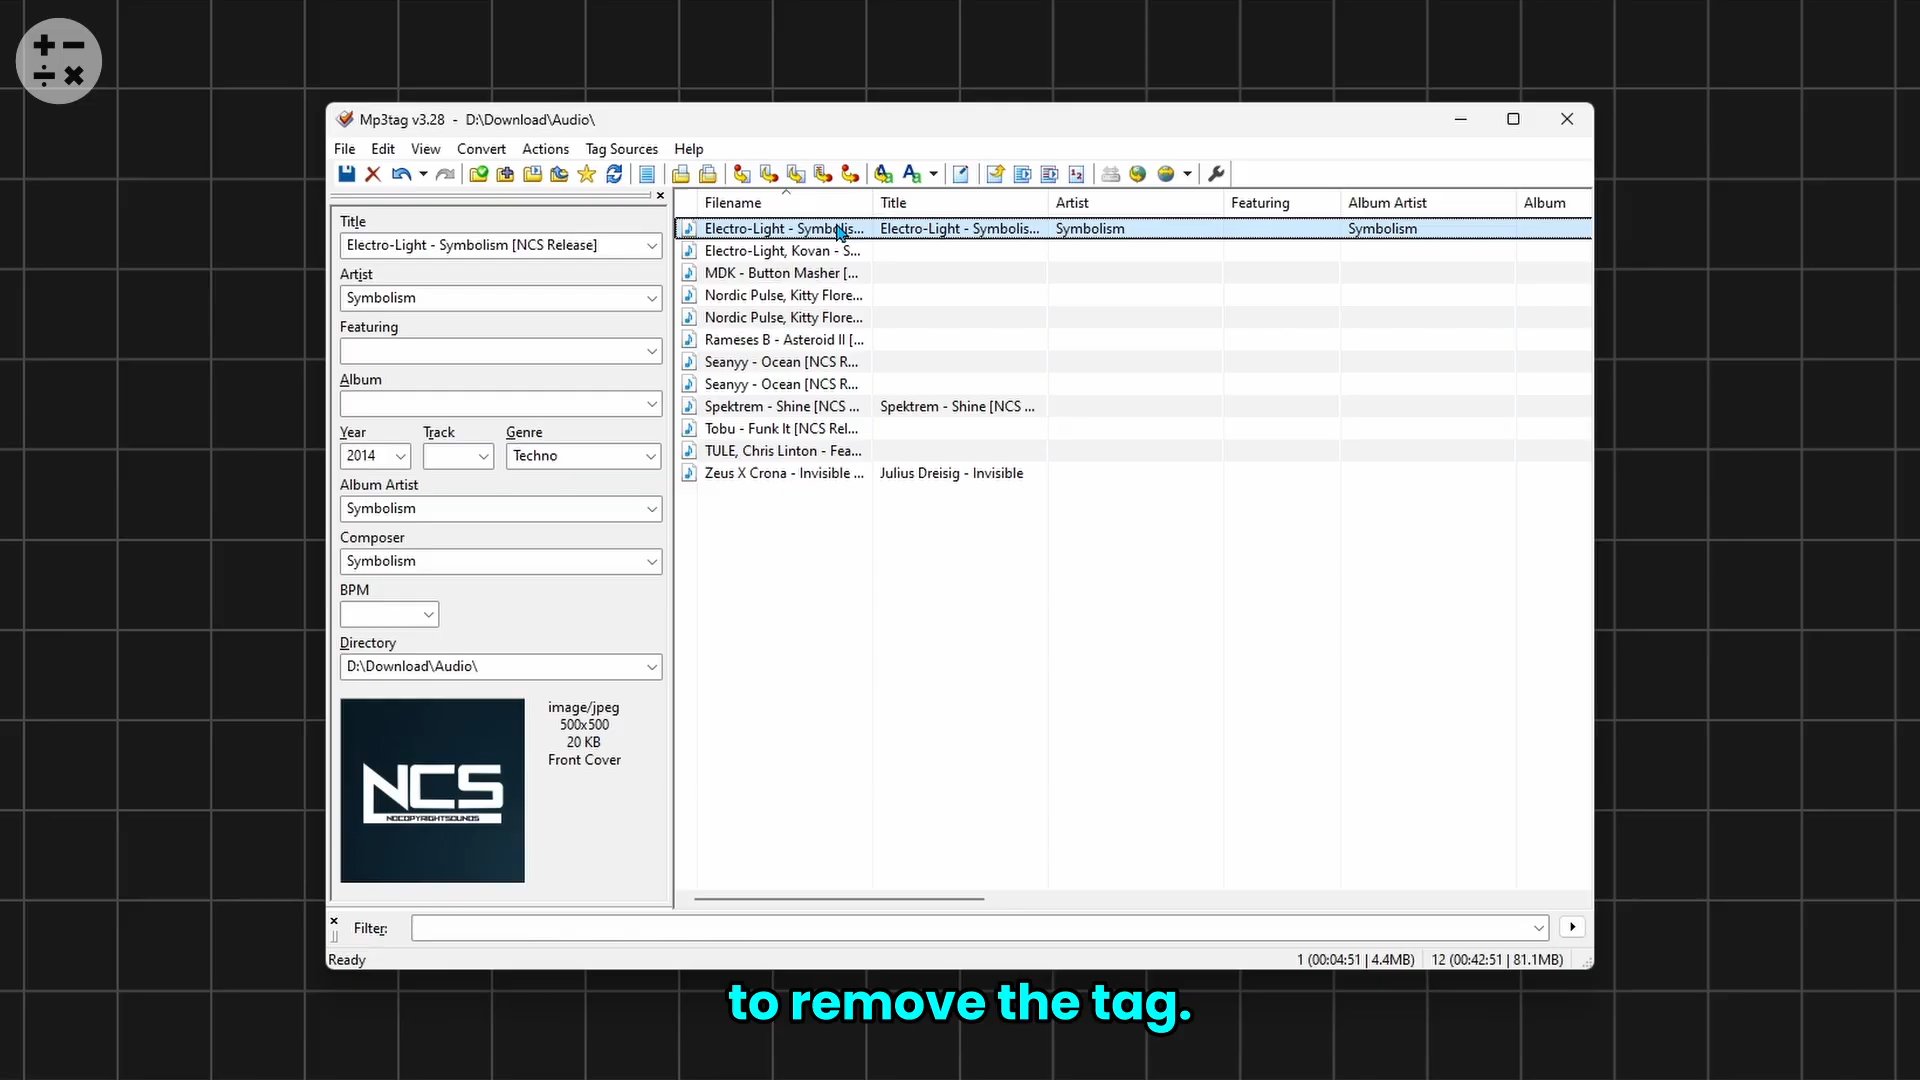 Mp3tag v3.28 - D:\Download\Audio\
File Edit View Convert Actions Tag Sources Help
Title
Electro-Light - Symbolism [NCS Release]
Artist
Symbolism
Featuring
Album
Year Track Genre
2014 Techno
Album Artist
Symbolism
Composer
Symbolism
BPM
Directory
D:\Download\Audio\
NCS
NOCOPYRIGHTSOUNDS
image/jpeg
500x500
20 KB
Front Cover
Filename Title Artist Featuring Album Artist Album
Electro-Light - Symbolis... Electro-Light - Symbolis... Symbolism Symbolism
Electro-Light, Kovan - S...
MDK - Button Masher [...
Nordic Pulse, Kitty Flore...
Nordic Pulse, Kitty Flore...
Rameses B - Asteroid II [...
Seanyy - Ocean [NCS R...
Seanyy - Ocean [NCS R...
Spektrem - Shine [NCS ... Spektrem - Shine [NCS ...
Tobu - Funk It [NCS Rel...
TULE, Chris Linton - Fea...
Zeus X Crona - Invisible ... Julius Dreisig - Invisible
Filter:
Ready 1 (00:04:51 | 4.4MB) 12 (00:42:51 | 81.1MB)
to remove the tag.